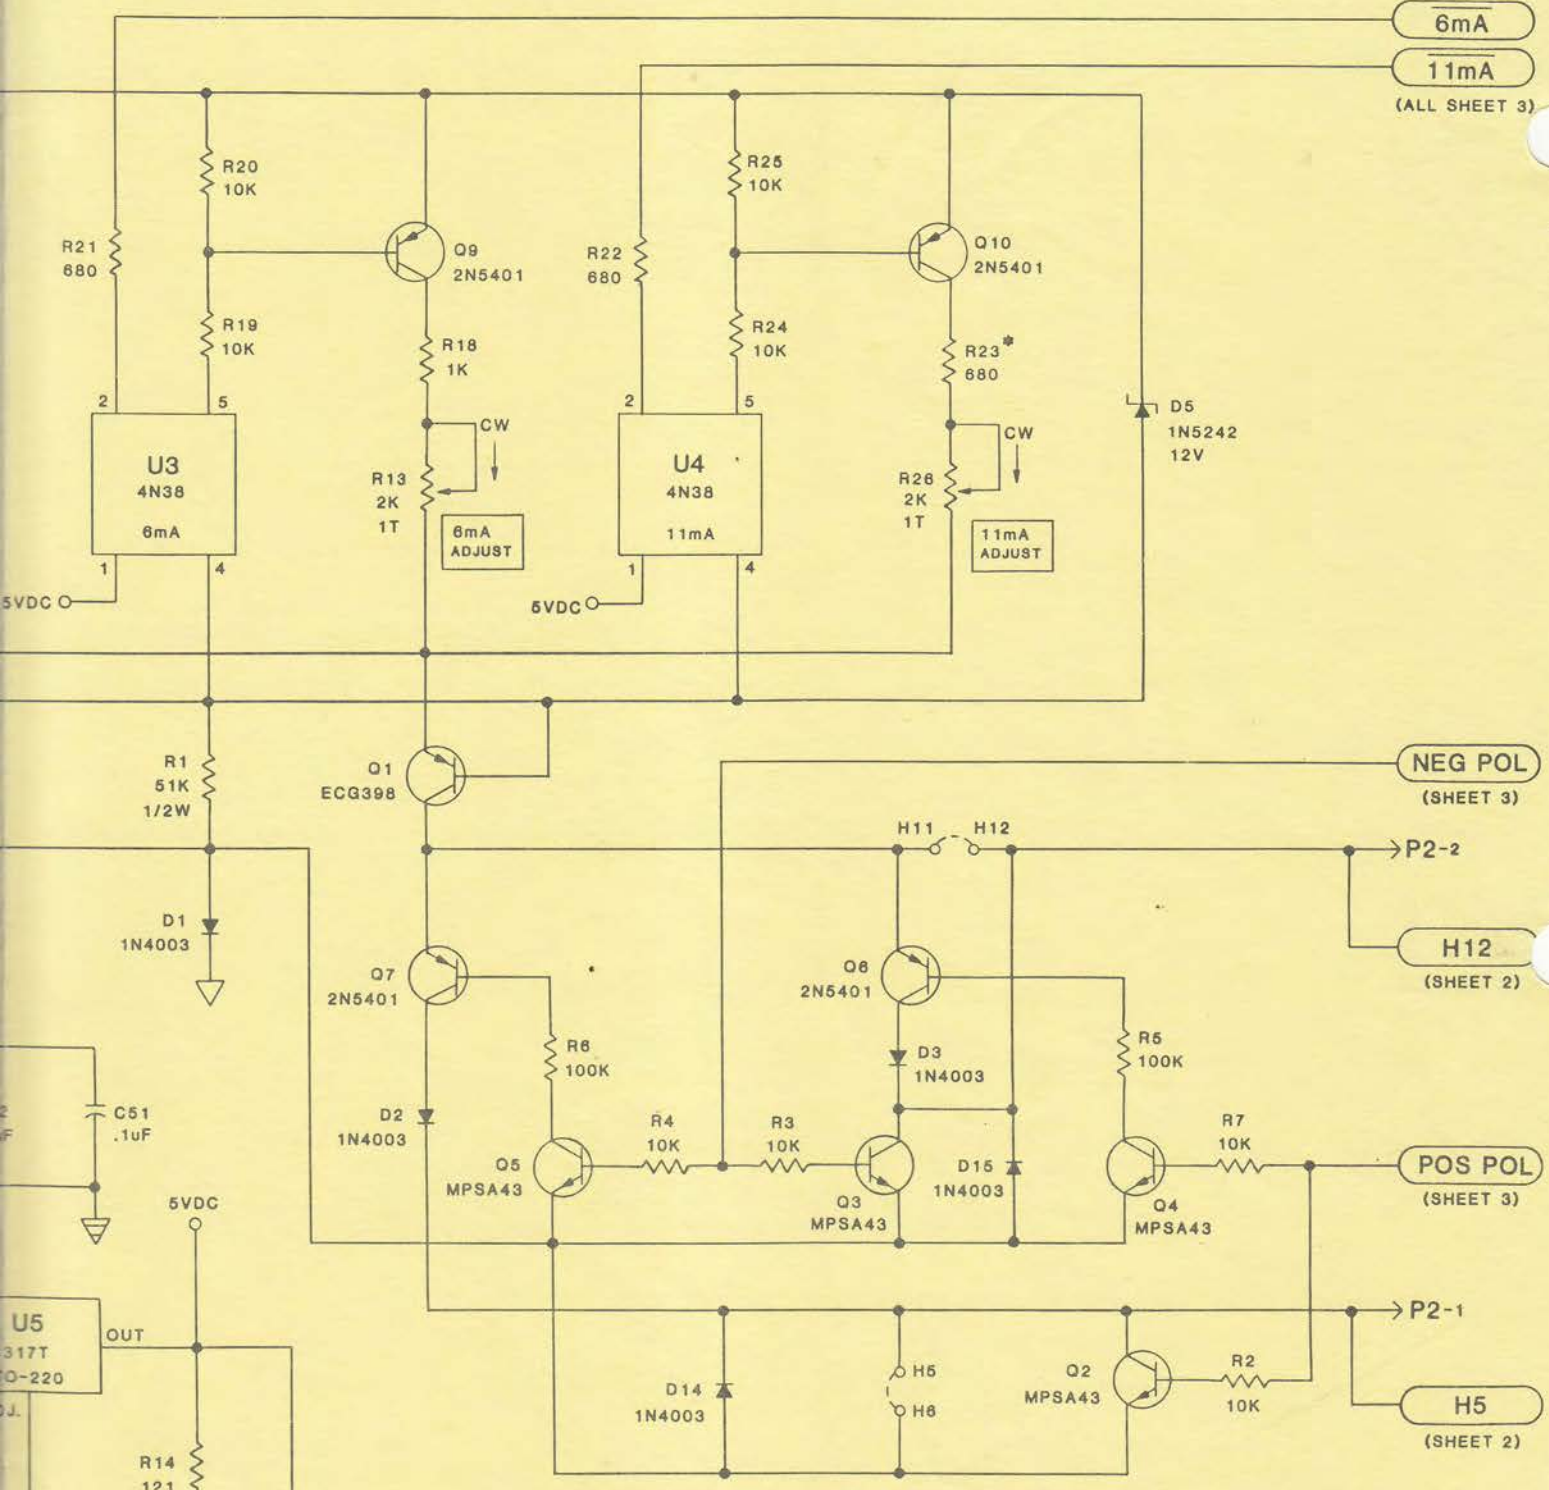 6mA
11mA
(ALL SHEET 3)
R20
10K
R25
10K
R21
680
Q9
2N5401
R22
680
Q10
2N5401
R19
10K
R18
1K
R24
10K
R23*
680
2
5
2
5
D5
1N5242
12V
CW
CW
U3
4N38
6mA
R13
2K
1T
6mA
ADJUST
U4
4N38
11mA
R26
2K
1T
11mA
ADJUST
1
4
1
4
5VDC
5VDC
R1
51K
1/2W
Q1
ECG398
NEG POL
(SHEET 3)
H11
H12
P2-2
D1
1N4003
H12
(SHEET 2)
Q7
2N5401
Q6
2N5401
R6
100K
D3
1N4003
R5
100K
C51
.1uF
D2
1N4003
R4
10K
R3
10K
R7
10K
Q5
MPSA43
D15
1N4003
POS POL
(SHEET 3)
Q3
MPSA43
Q4
MPSA43
5VDC
U5
317T
TO-220
OUT
P2-1
D14
1N4003
H5
H6
Q2
MPSA43
R2
10K
H5
(SHEET 2)
R14
121